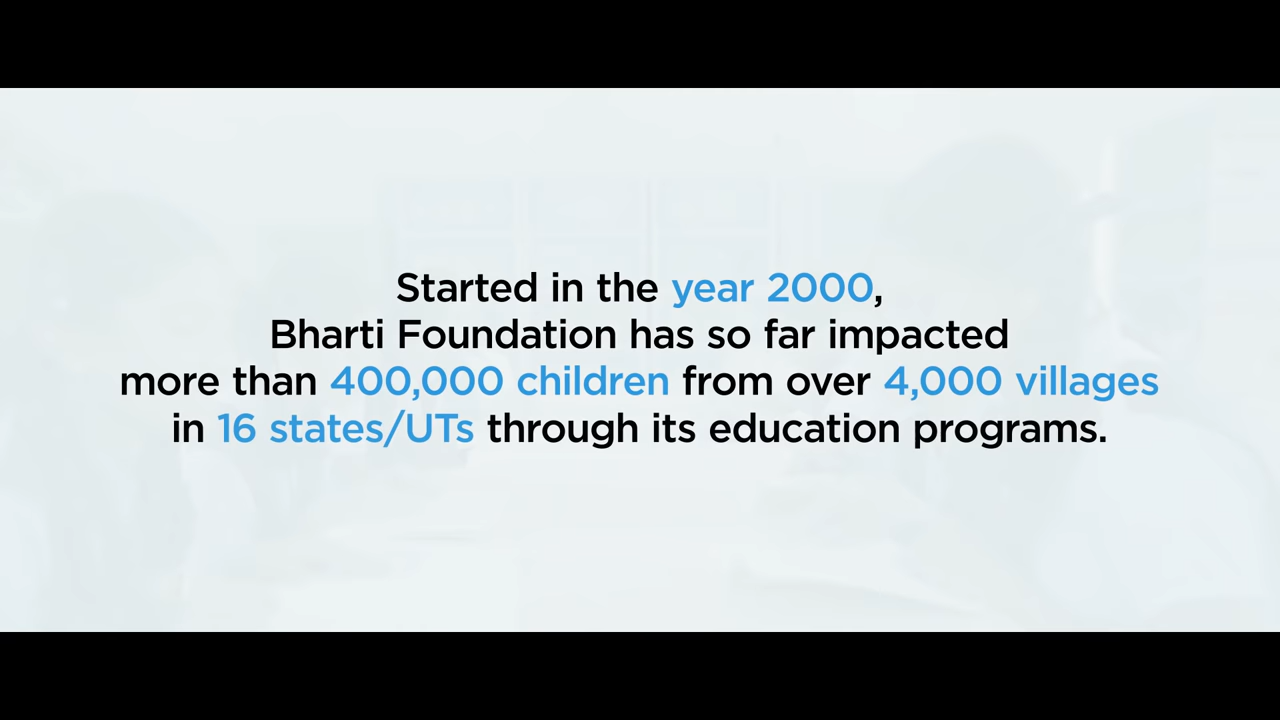 Started in the year 2000,
Bharti Foundation has so far impacted
more than 400,000 children from over 4,000 villages
in 16 states/UTs through its education programs.